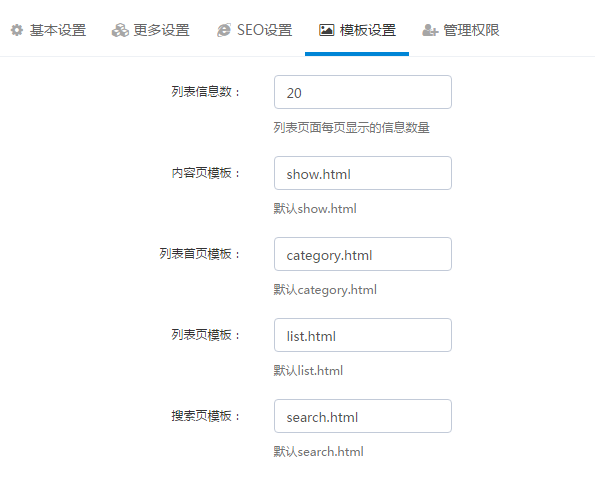 基本设置 更多设置 SEO设置 模板设置 管理权限
列表信息数： 20
列表页面每页显示的信息数量
内容页模板： show.html
默认show.html
列表首页模板： category.html
默认category.html
列表页模板： list.html
默认list.html
搜索页模板： search.html
默认search.html